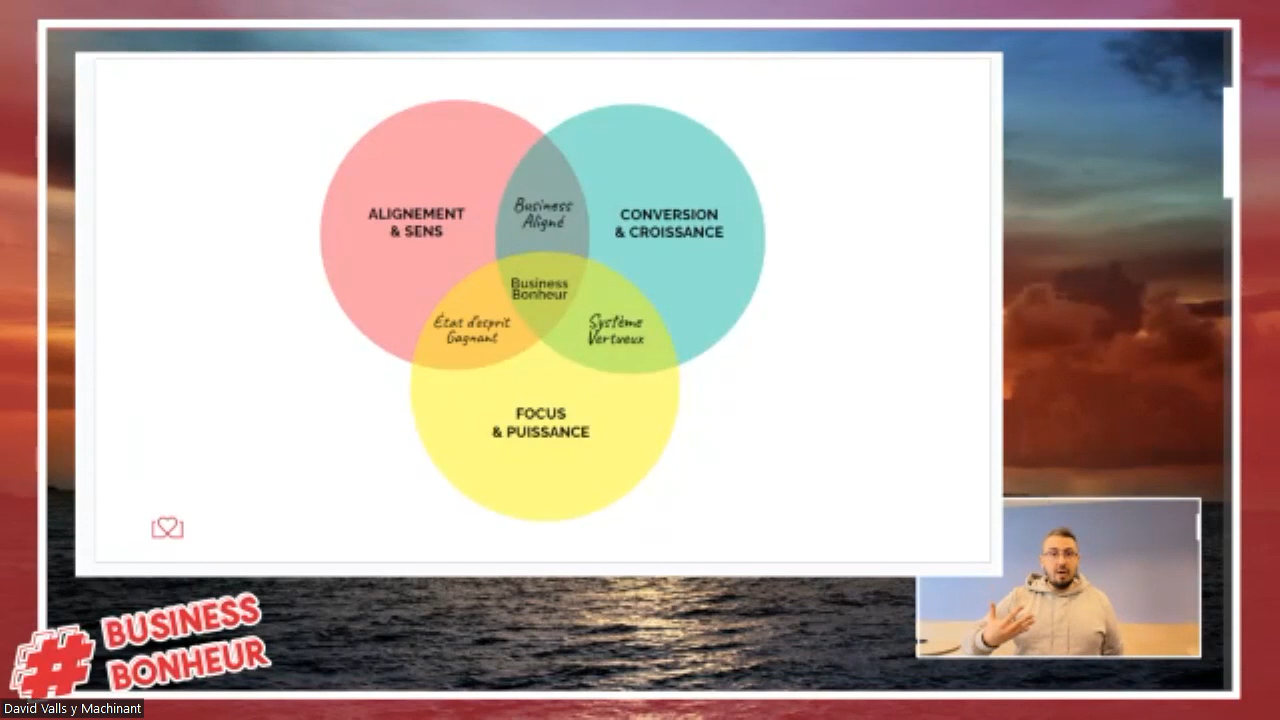 ALIGNEMENT
& SENS
Business
Aligné
CONVERSION
& CROISSANCE
Business
Bonheur
État d'esprit
Gagnant
Système
Vertueux
FOCUS
& PUISSANCE
# BUSINESS
BONHEUR
David Valls y Machinant